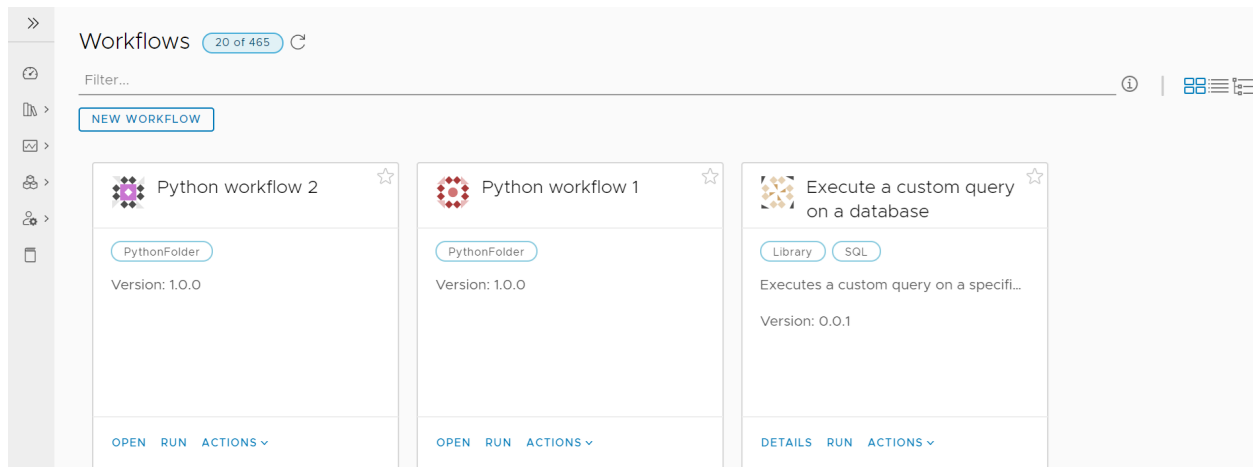 Workflows 20 of 465
Filter...
NEW WORKFLOW
Python workflow 2
PythonFolder
Version: 1.0.0
OPEN RUN ACTIONS
Python workflow 1
PythonFolder
Version: 1.0.0
OPEN RUN ACTIONS
Execute a custom query
on a database
Library SQL
Executes a custom query on a specifi...
Version: 0.0.1
DETAILS RUN ACTIONS